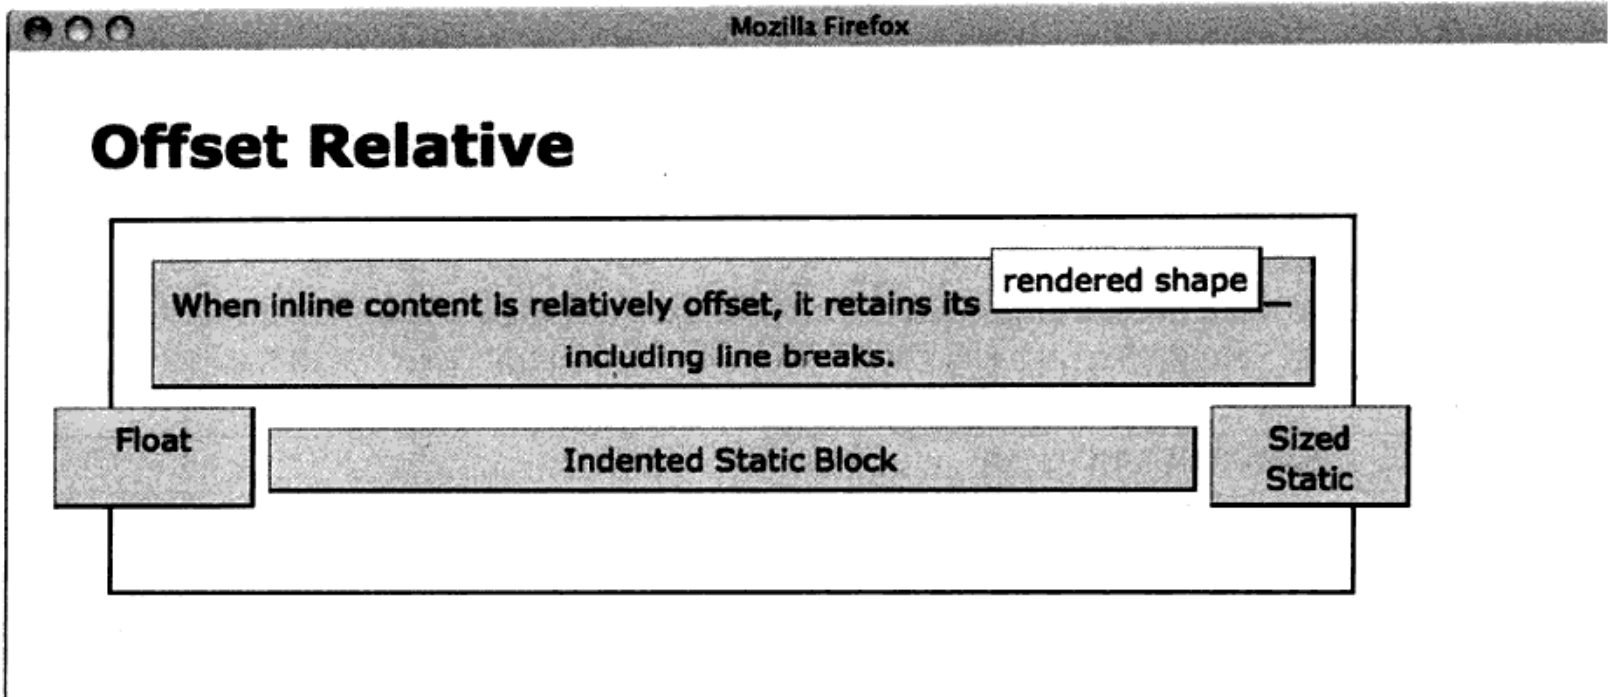 Mozilla Firefox
Offset Relative
When inline content is relatively offset, it retains its rendered shape —
including line breaks.
Float
Indented Static Block
Sized
Static